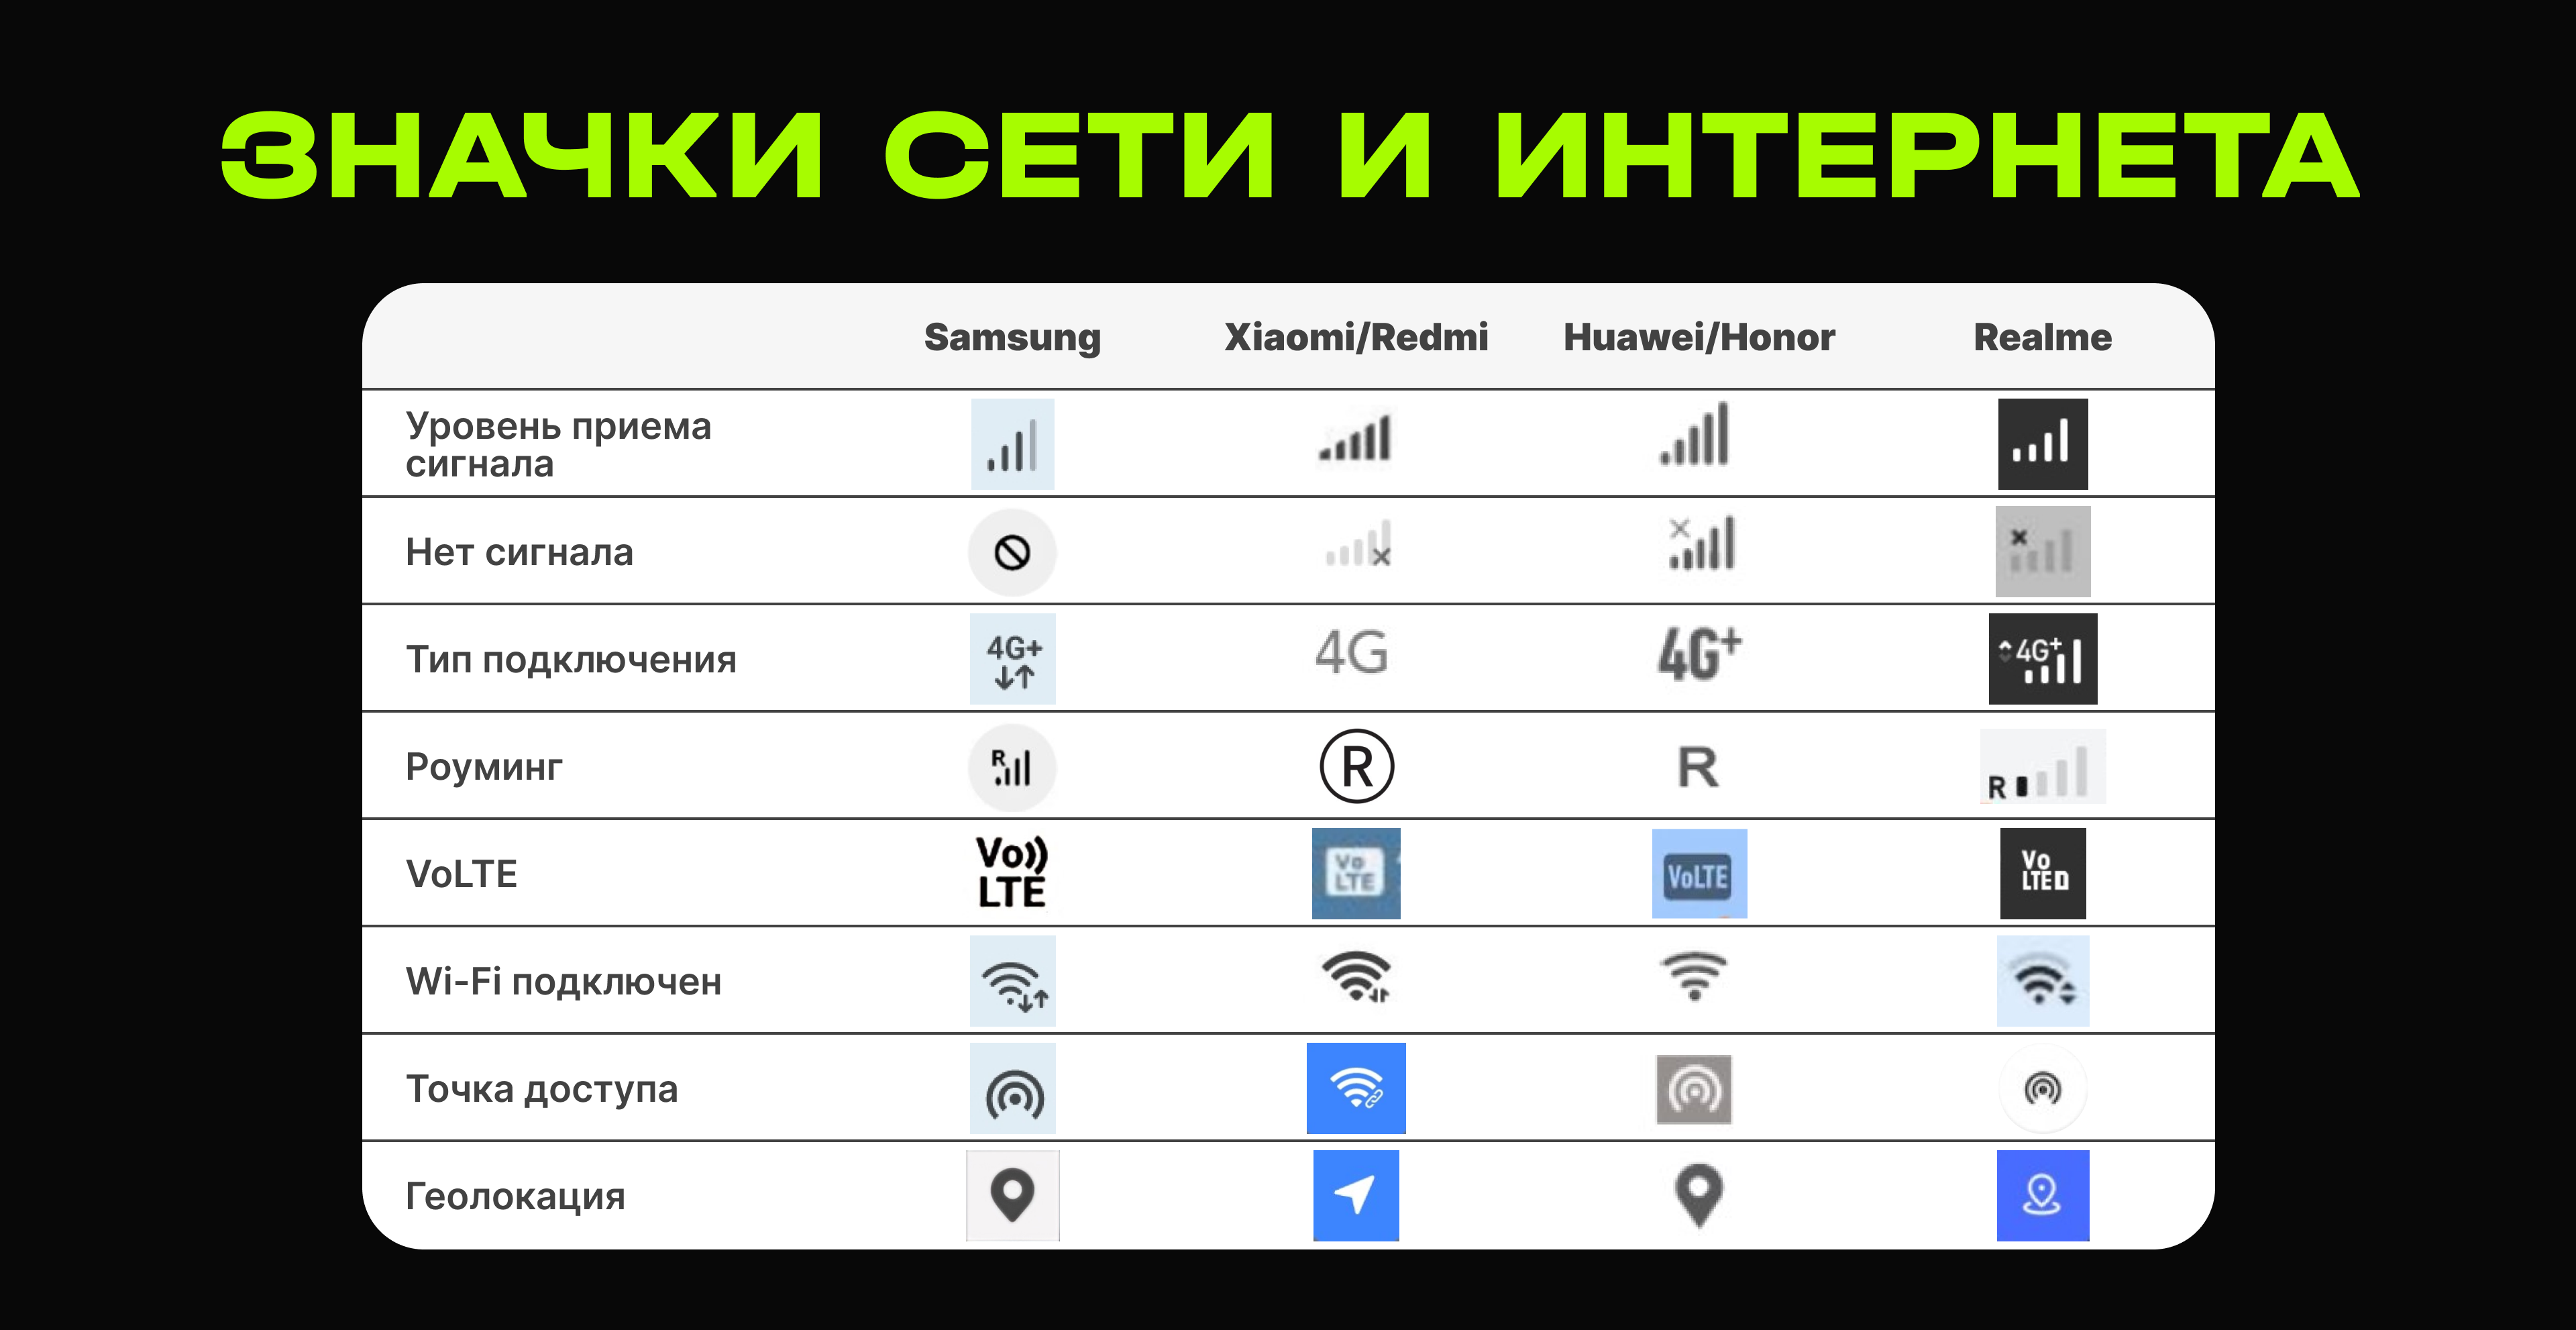 ЗНАЧКИ СЕТИ И ИНТЕРНЕТА
Samsung Xiaomi/Redmi Huawei/Honor Realme
Уровень приема
сигнала
Нет сигнала
Тип подключения 4G+ 4G 4G+ 4G+
Роуминг R R R R
VoLTE Vo LTE Vo LTE VoLTE Vo LTE
Wi-Fi подключен
Точка доступа
Геолокация